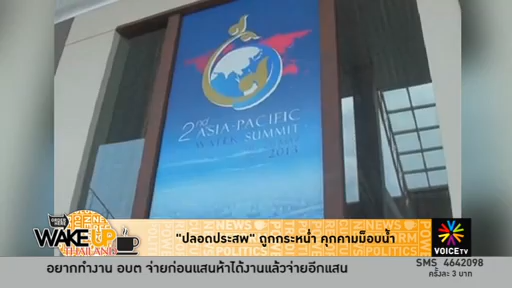 2nd
ASIA-PACIFIC
WATER SUMMIT
2013
WAKE UP
THAILAND
"ปลอดประสพ" ถูกกระหน่ำ คุกคามม็อบน้ำ
VOICE TV
อยากทำงาน อบต จ่ายก่อนแสนห้าได้งานแล้วจ่ายอีกแสน
SMS 4642098
ครั้งละ 3 บาท